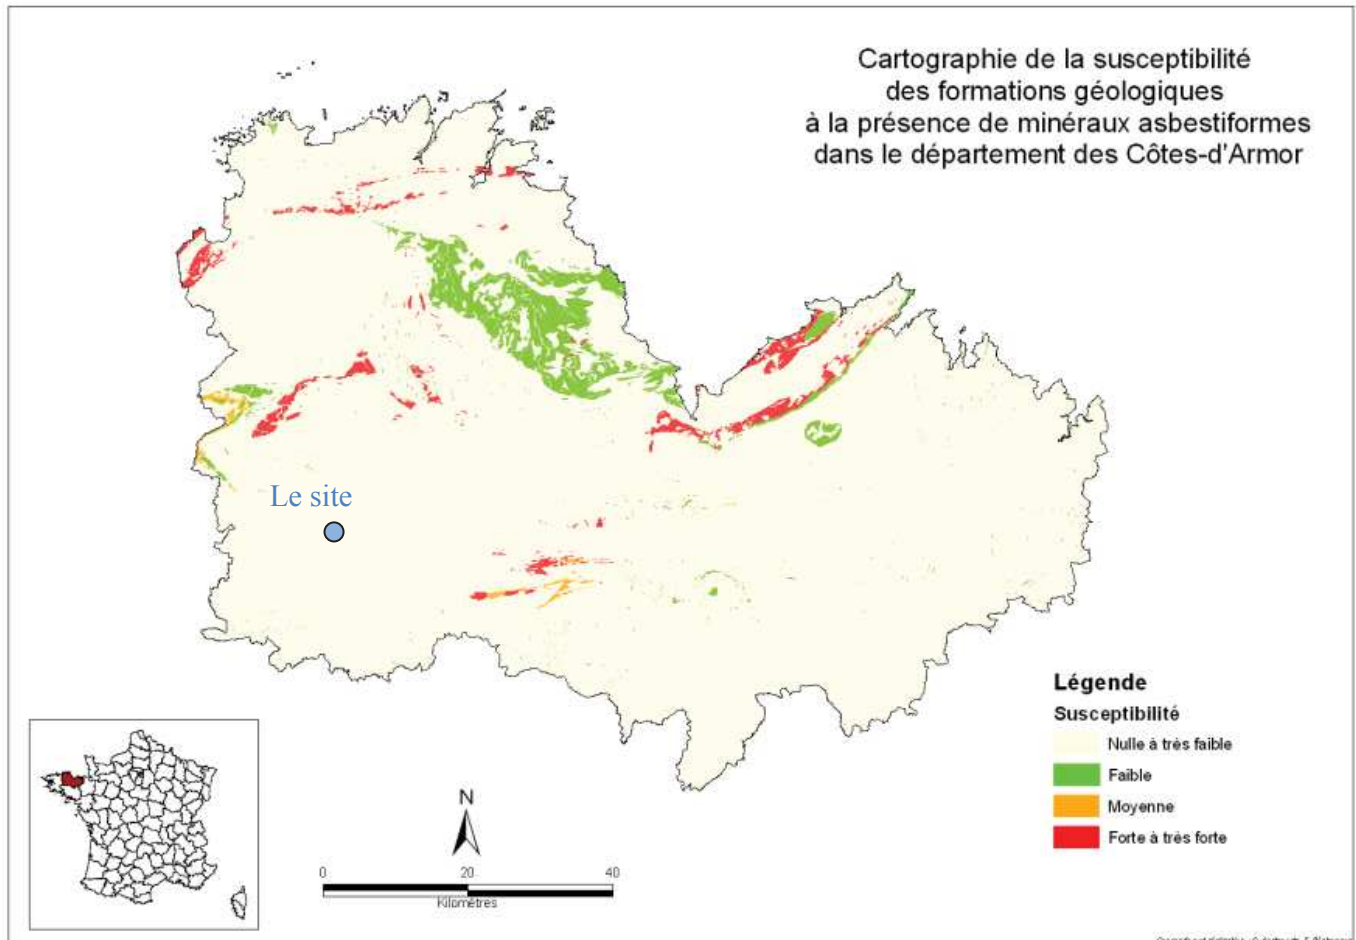 Cartographie de la susceptibilité
des formations géologiques
à la présence de minéraux asbestiformes
dans le département des Côtes-d'Armor
Le site
Légende
Susceptibilité
Nulle à très faible
Faible
Moyenne
Forte à très forte
N
0 20 40
Kilomètres